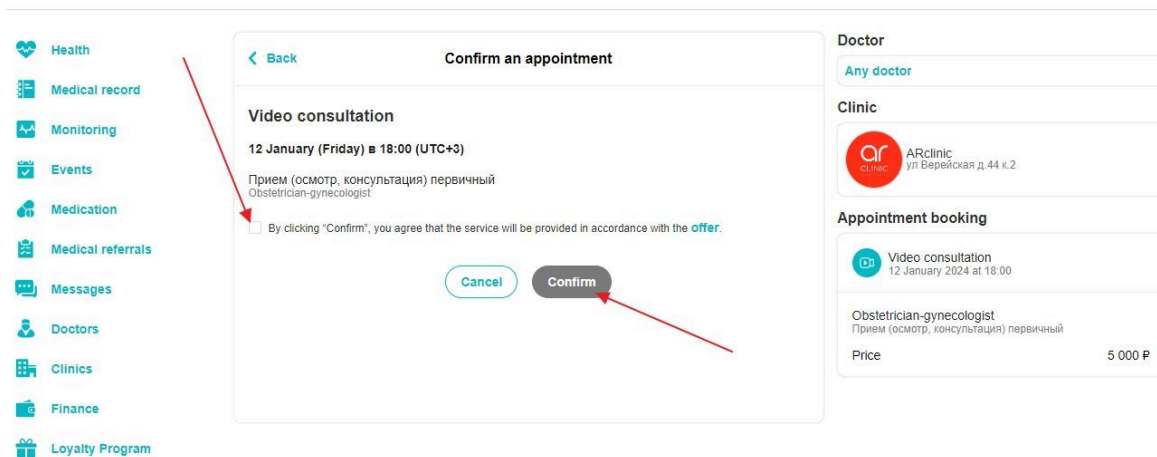 Health
Medical record
Monitoring
Events
Medication
Medical referrals
Messages
Doctors
Clinics
Finance
Loyalty Program
Back
Confirm an appointment
Video consultation
12 January (Friday) в 18:00 (UTC+3)
Прием (осмотр, консультация) первичный
Obstetrician-gynecologist
By clicking "Confirm", you agree that the service will be provided in accordance with the offer.
Cancel
Confirm
Doctor
Any doctor
Clinic
ar
CLINIC
ARclinic
ул Верейская д.44 к.2
Appointment booking
Video consultation
12 January 2024 at 18:00
Obstetrician-gynecologist
Прием (осмотр, консультация) первичный
Price 5 000 ₽